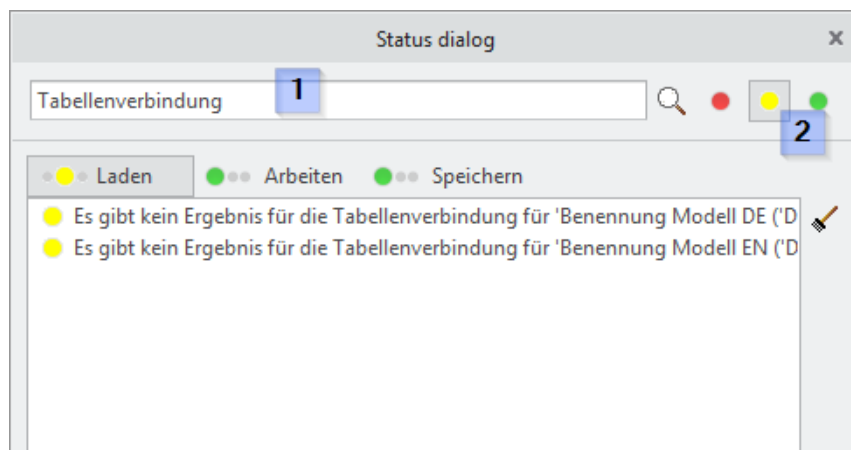 Status dialog
Tabellenverbindung 1
2
Laden Arbeiten Speichern
Es gibt kein Ergebnis für die Tabellenverbindung für 'Benennung Modell DE ('D
Es gibt kein Ergebnis für die Tabellenverbindung für 'Benennung Modell EN ('D